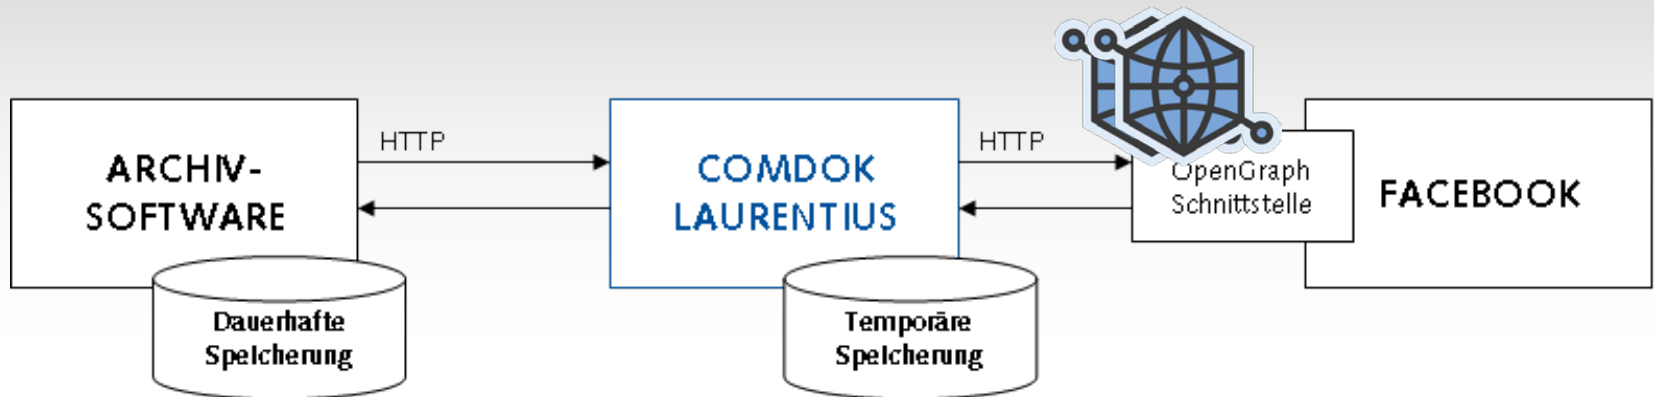 ARCHIV-
SOFTWARE
HTTP
COMDOK
LAURENTIUS
HTTP
OpenGraph
Schnittstelle
FACEBOOK
Dauerhafte
Speicherung
Temporäre
Speicherung